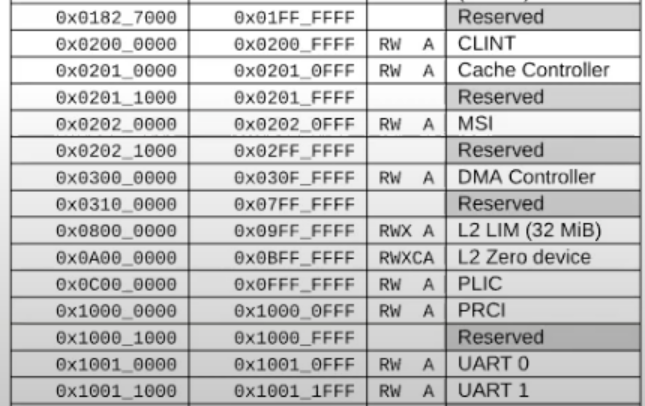 0x0182_7000 0x01FF_FFFF Reserved
0x0200_0000 0x0200_FFFF RW A CLINT
0x0201_0000 0x0201_0FFF RW A Cache Controller
0x0201_1000 0x0201_FFFF Reserved
0x0202_0000 0x0202_0FFF RW A MSI
0x0202_1000 0x02FF_FFFF Reserved
0x0300_0000 0x030F_FFFF RW A DMA Controller
0x0310_0000 0x07FF_FFFF Reserved
0x0800_0000 0x09FF_FFFF RWX A L2 LIM (32 MiB)
0x0A00_0000 0x0BFF_FFFF RWXCA L2 Zero device
0x0C00_0000 0x0FFF_FFFF RW A PLIC
0x1000_0000 0x1000_0FFF RW A PRCI
0x1000_1000 0x1000_FFFF Reserved
0x1001_0000 0x1001_0FFF RW A UART 0
0x1001_1000 0x1001_1FFF RW A UART 1